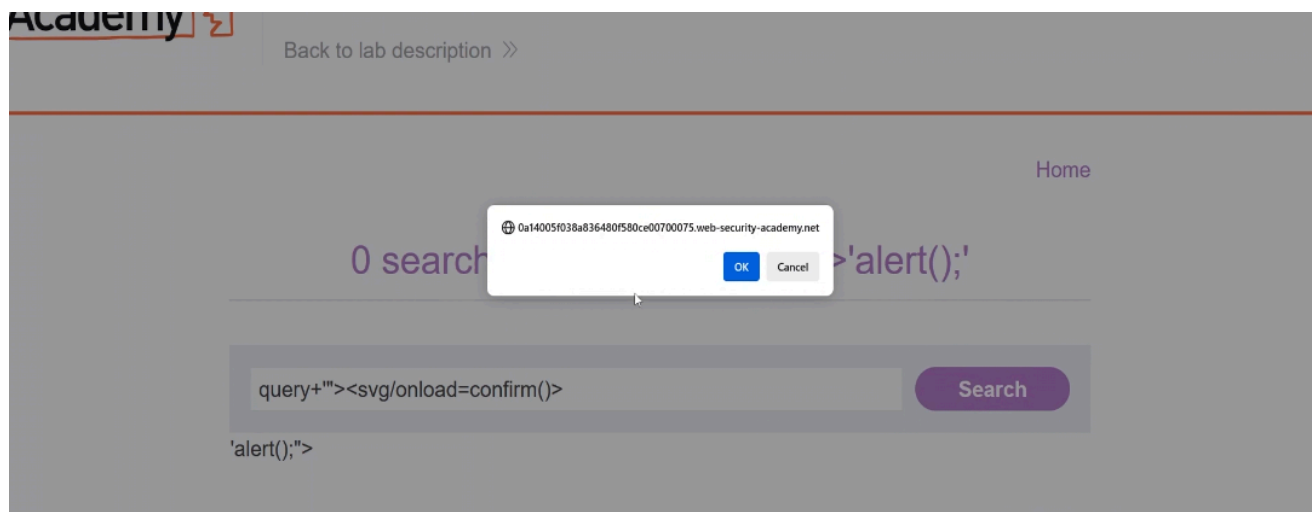 Academy
Back to lab description
Home
0a14005f038a836480f580ce00700075.web-security-academy.net
OK Cancel
0 search >'alert();'
query+'"><svg/onload=confirm()>
Search
'alert();">